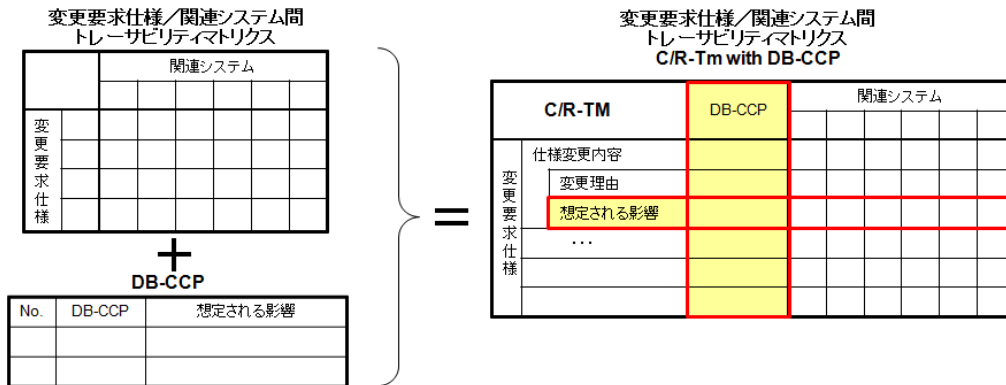 変更要求仕様／関連システム間
トレーサビリティマトリクス
関連システム
変更要求仕様
＋
DB-CCP
No.
DB-CCP
想定される影響
＝
変更要求仕様／関連システム間
トレーサビリティマトリクス
C/R-Tm with DB-CCP
C/R-TM
DB-CCP
関連システム
変更要求仕様
仕様変更内容
変更理由
想定される影響
・・・